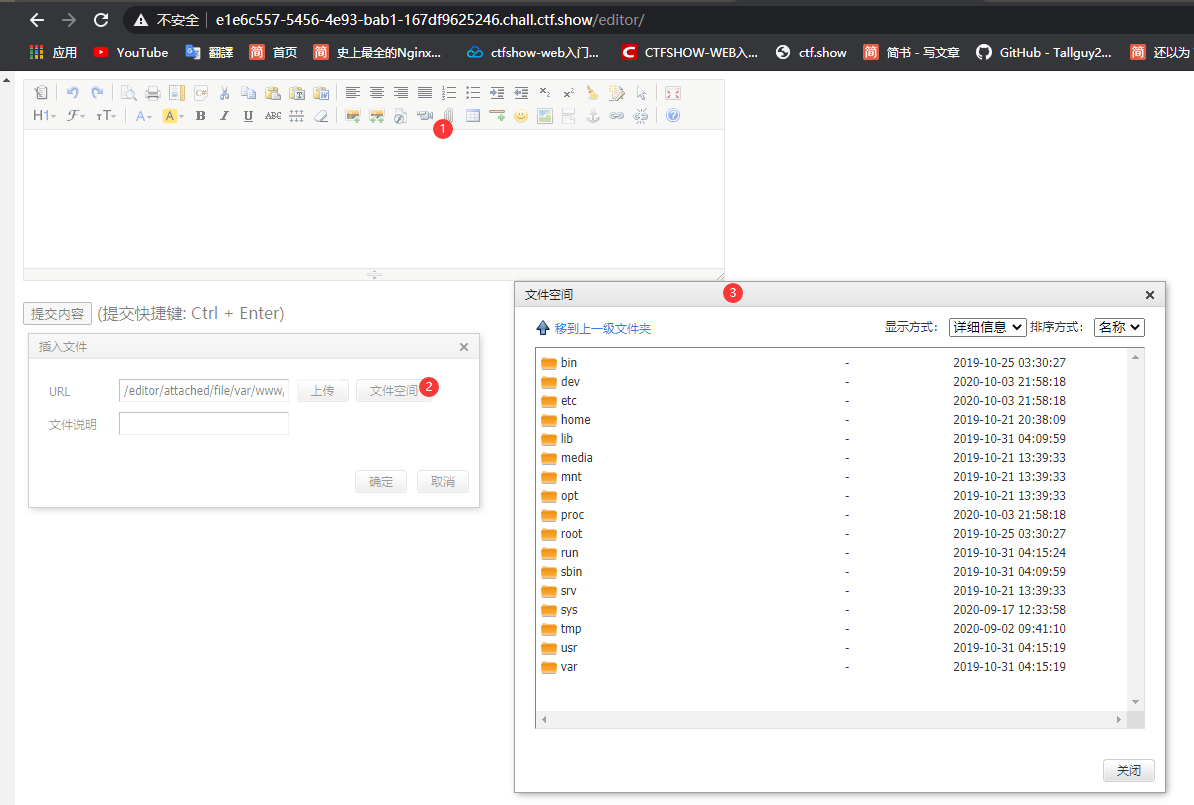 不安全 e1e6c557-5456-4e93-bab1-167df9625246.chall.ctf.show/editor/
应用 YouTube 翻譯 首页 史上最全的Nginx... ctfshow-web入门... CTFSHOW-WEB入... ctf.show 简书 - 写文章 GitHub - Tallguy2... 还以为
H1 F TT A A B I U ABC
1
提交内容 (提交快捷键: Ctrl + Enter)
插入文件
URL /editor/attached/file/var/www, 上传 文件空间 2
文件说明
确定 取消
文件空间 3
移到上一级文件夹 显示方式: 详细信息 排序方式: 名称
bin - 2019-10-25 03:30:27
dev - 2020-10-03 21:58:18
etc - 2020-10-03 21:58:18
home - 2019-10-21 20:38:09
lib - 2019-10-31 04:09:59
media - 2019-10-21 13:39:33
mnt - 2019-10-21 13:39:33
opt - 2019-10-21 13:39:33
proc - 2020-10-03 21:58:18
root - 2019-10-25 03:30:27
run - 2019-10-31 04:15:24
sbin - 2019-10-31 04:09:59
srv - 2019-10-21 13:39:33
sys - 2020-09-17 12:33:58
tmp - 2020-09-02 09:41:10
usr - 2019-10-31 04:15:19
var - 2019-10-31 04:15:19
关闭